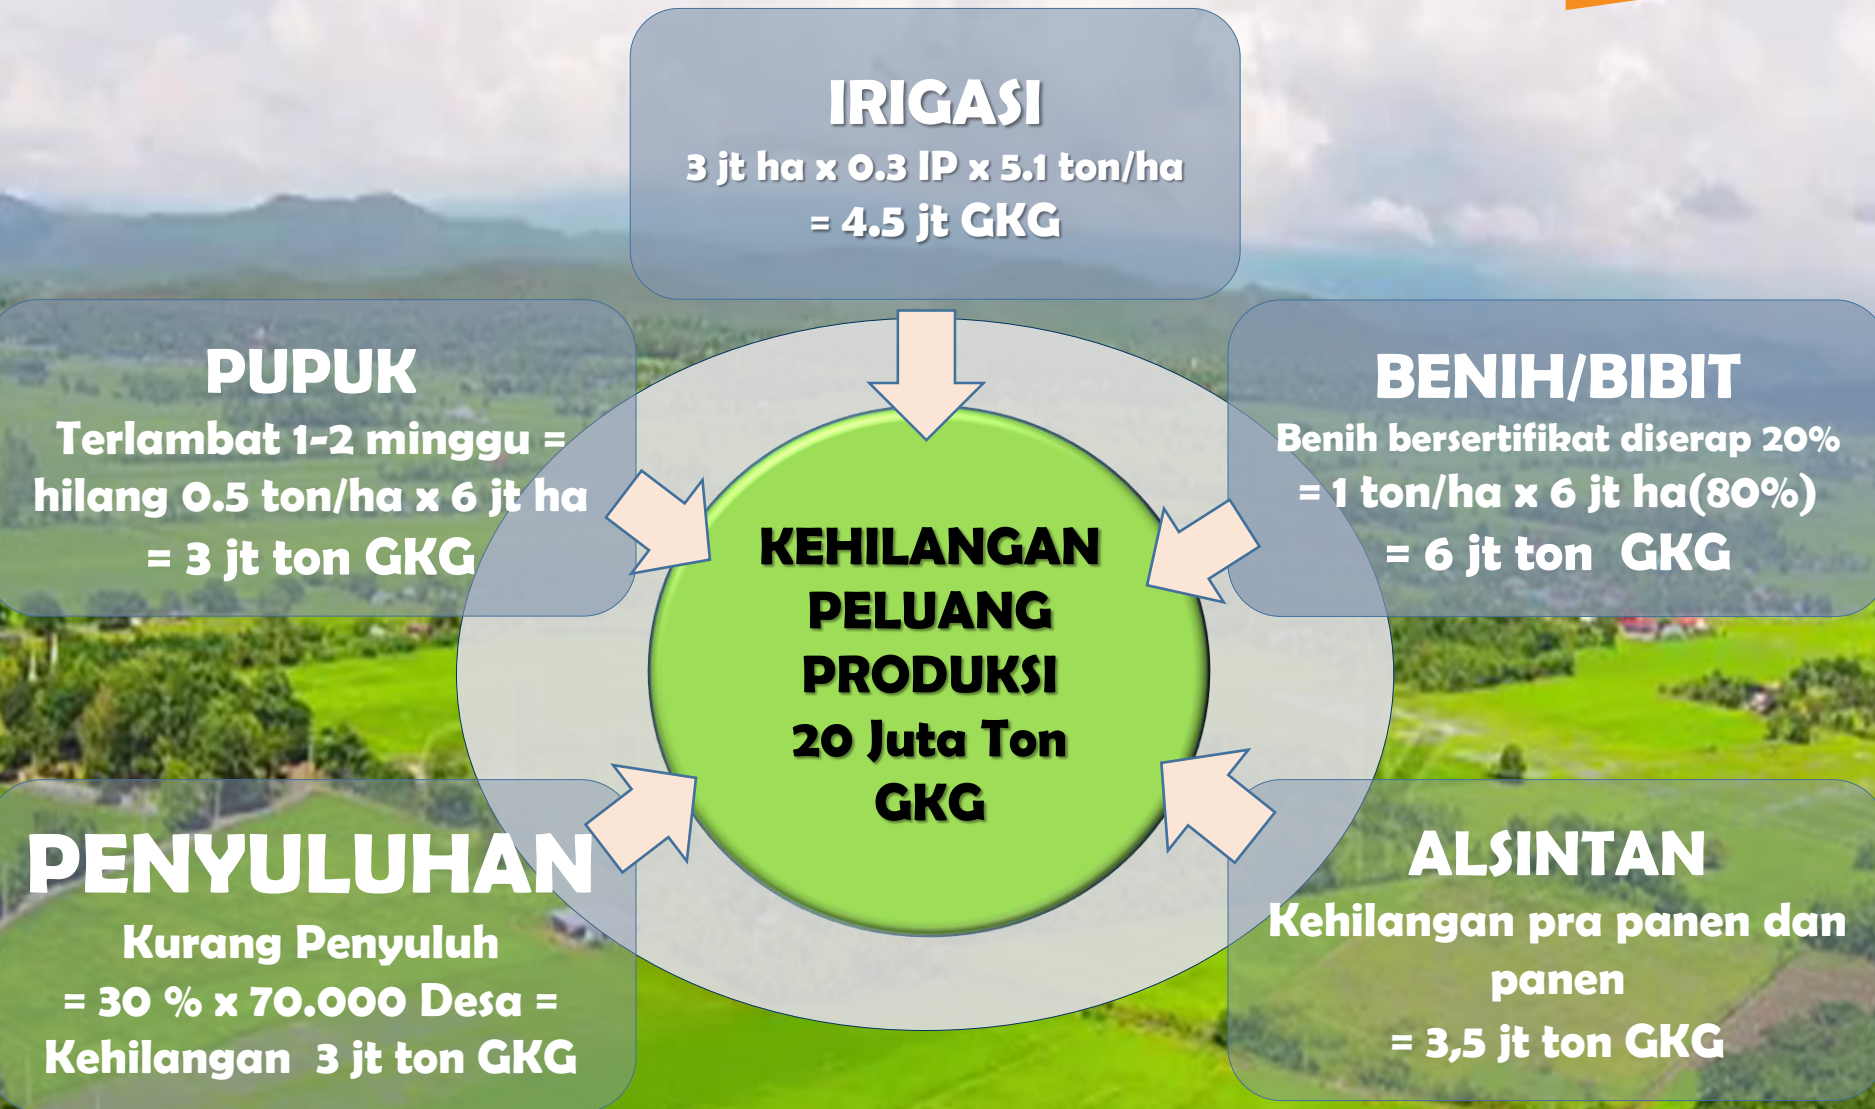 IRIGASI
3 jt ha x 0.3 IP x 5.1 ton/ha
= 4.5 jt GKG
PUPUK
Terlambat 1-2 minggu =
hilang 0.5 ton/ha x 6 jt ha
= 3 jt ton GKG
BENIH/BIBIT
Benih bersertifikat diserap 20%
= 1 ton/ha x 6 jt ha(80%)
= 6 jt ton GKG
KEHILANGAN
PELUANG
PRODUKSI
20 Juta Ton
GKG
PENYULUHAN
Kurang Penyuluh
= 30 % x 70.000 Desa =
Kehilangan 3 jt ton GKG
ALSINTAN
Kehilangan pra panen dan
panen
= 3,5 jt ton GKG